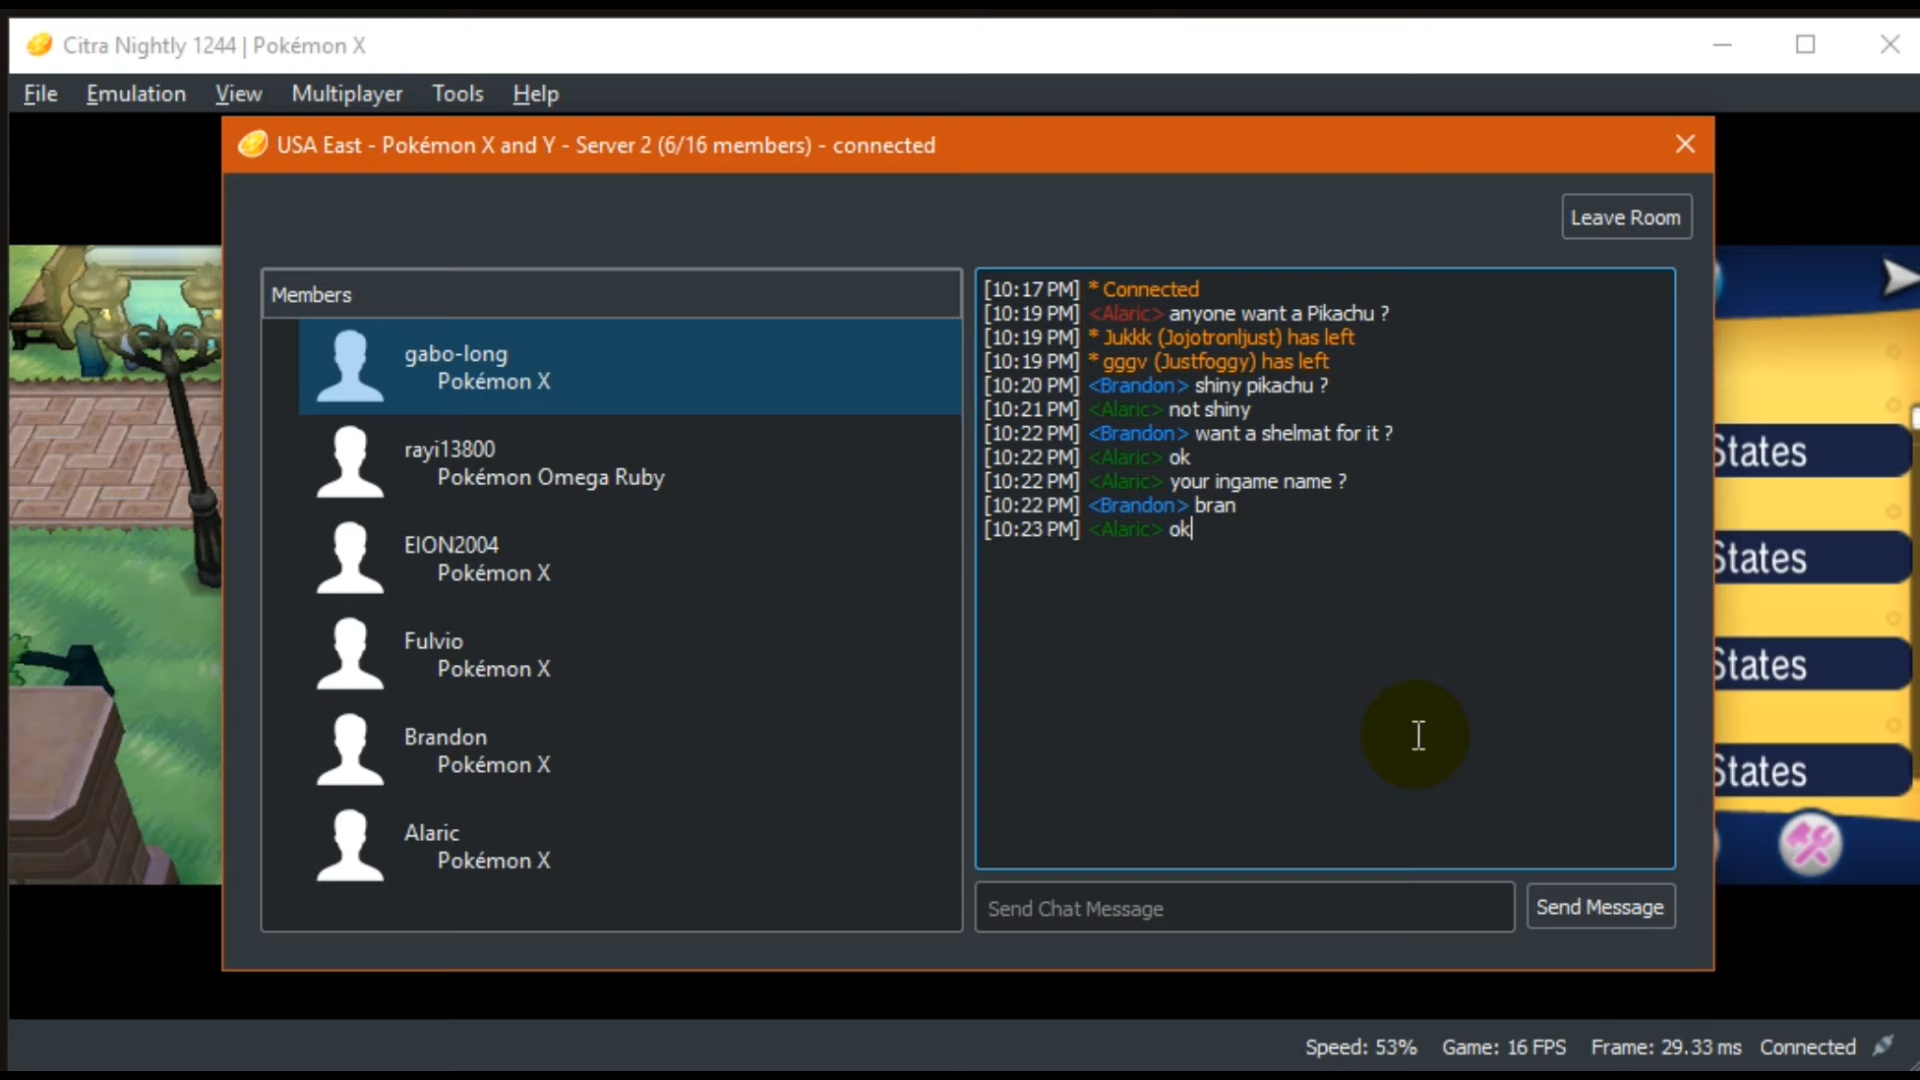 Citra Nightly 1244 | Pokémon X
File Emulation View Multiplayer Tools Help
USA East - Pokémon X and Y - Server 2 (6/16 members) - connected
Leave Room
Members
gabo-long
Pokémon X
rayi13800
Pokémon Omega Ruby
EION2004
Pokémon X
Fulvio
Pokémon X
Brandon
Pokémon X
Alaric
Pokémon X
[10:17 PM] * Connected
[10:19 PM] <Alaric> anyone want a Pikachu ?
[10:19 PM] * Jukkk (Jojotronljust) has left
[10:19 PM] * gggv (Justfoggy) has left
[10:20 PM] <Brandon> shiny pikachu ?
[10:21 PM] <Alaric> not shiny
[10:22 PM] <Brandon> want a shelmat for it ?
[10:22 PM] <Alaric> ok
[10:22 PM] <Alaric> your ingame name ?
[10:22 PM] <Brandon> bran
[10:23 PM] <Alaric> ok
Send Chat Message
Send Message
States
States
States
States
Speed: 53% Game: 16 FPS Frame: 29.33 ms Connected